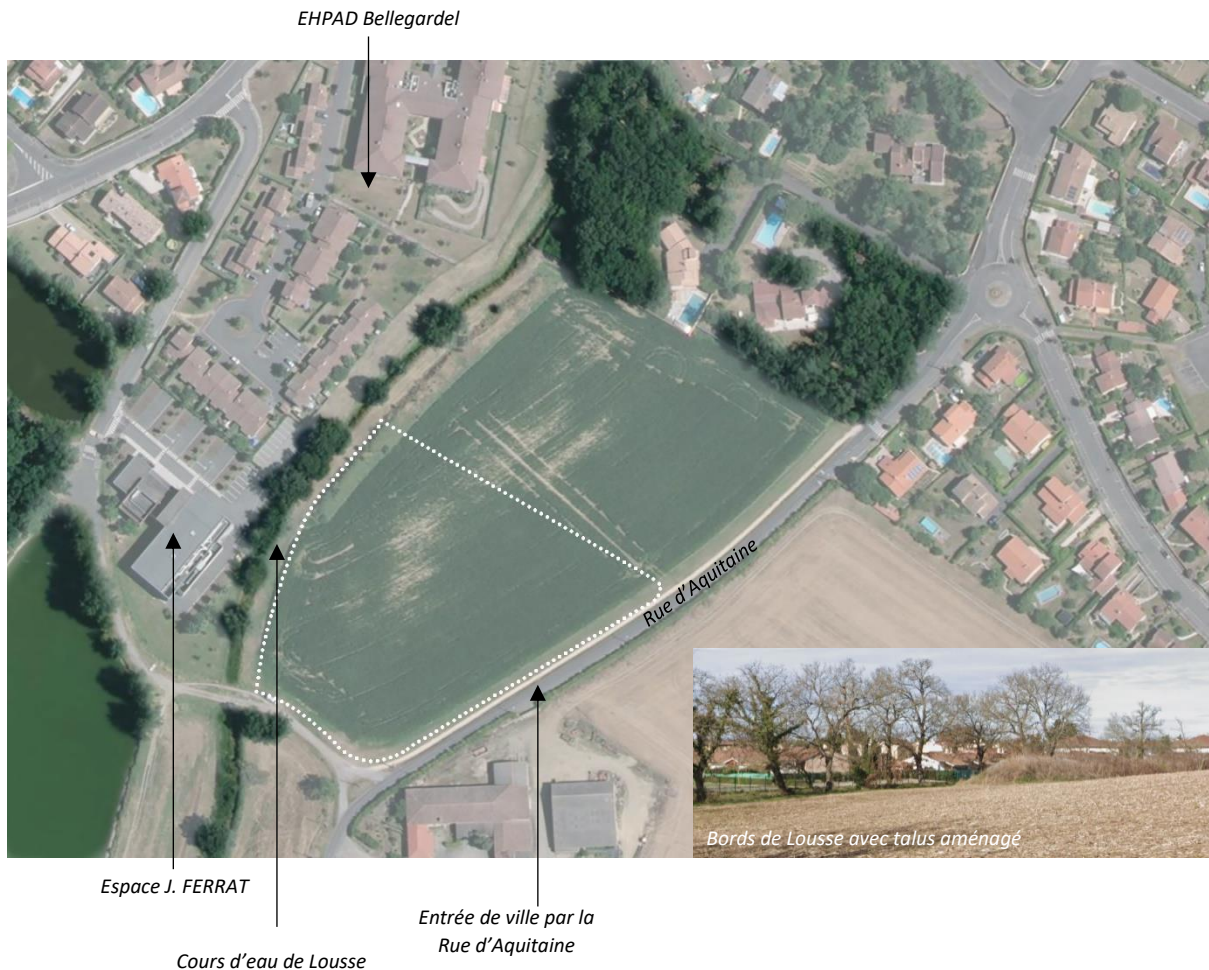 EHPAD Bellegardel
Rue d’Aquitaine
Bords de Lousse avec talus aménagé
Espace J. FERRAT
Entrée de ville par la
Rue d’Aquitaine
Cours d’eau de Lousse